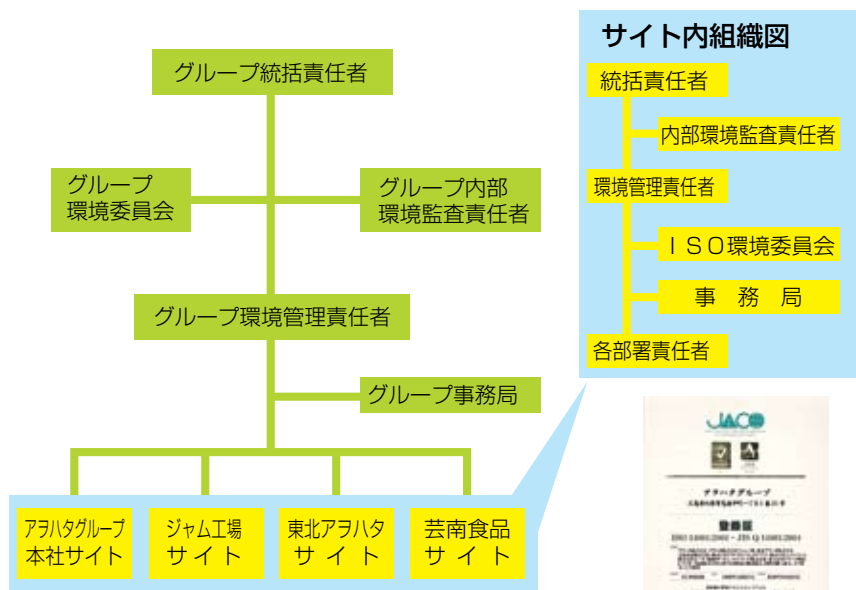 グループ統括責任者
グループ
環境委員会
グループ内部
環境監査責任者
グループ環境管理責任者
グループ事務局
アヲハタグループ
本社サイト
ジャム工場
サイト
東北アヲハタ
サイト
芸南食品
サイト
サイト内組織図
統括責任者
内部環境監査責任者
環境管理責任者
ISO環境委員会
事 務 局
各部署責任者
JACO
アヲハタグループ
登録証
ISO 14001:2004・JIS Q 14001:2004